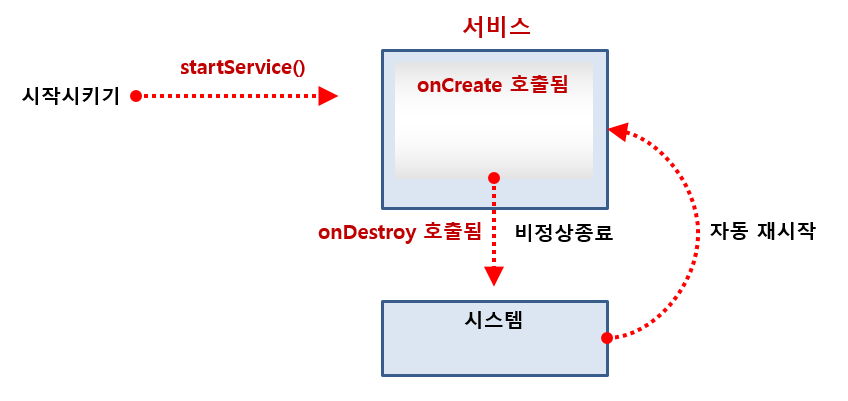 서비스
startService()
시작시키기
onCreate 호출됨
onDestroy 호출됨
비정상종료
자동 재시작
시스템